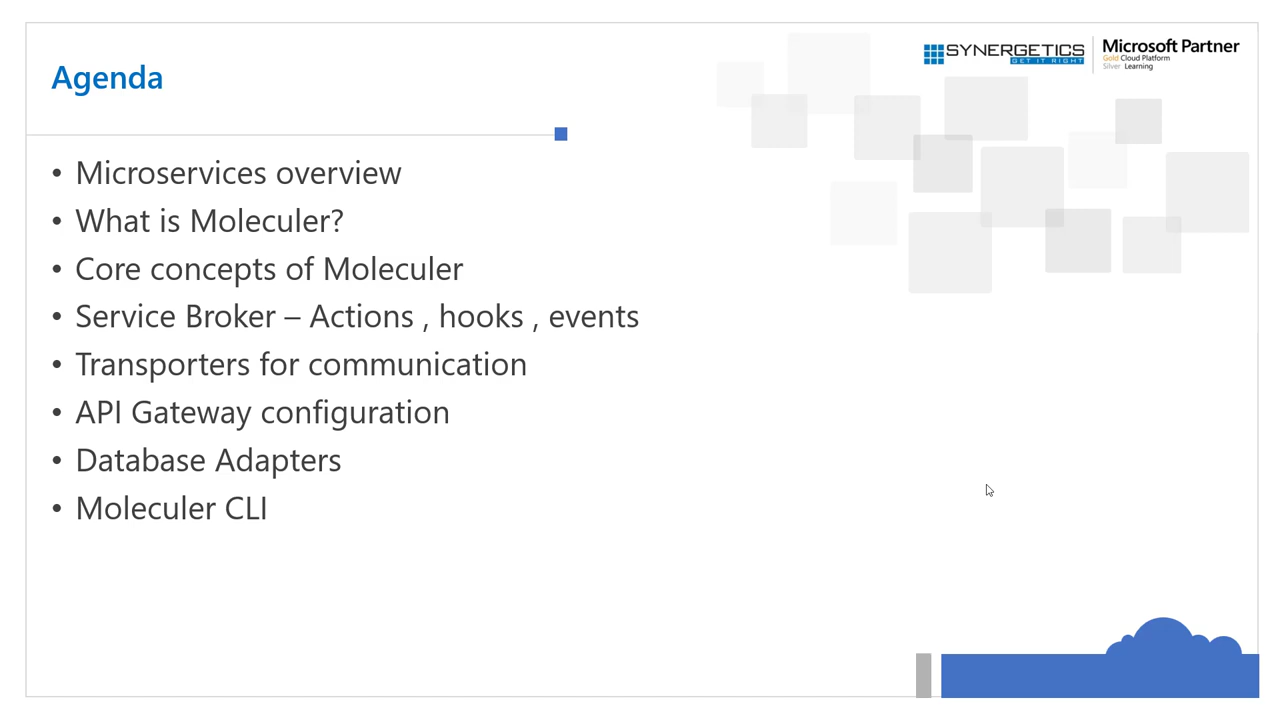 Agenda
SYNERGETICS
GET IT RIGHT
Microsoft Partner
Gold Cloud Platform
Silver Learning
• Microservices overview
• What is Moleculer?
• Core concepts of Moleculer
• Service Broker – Actions , hooks , events
• Transporters for communication
• API Gateway configuration
• Database Adapters
• Moleculer CLI